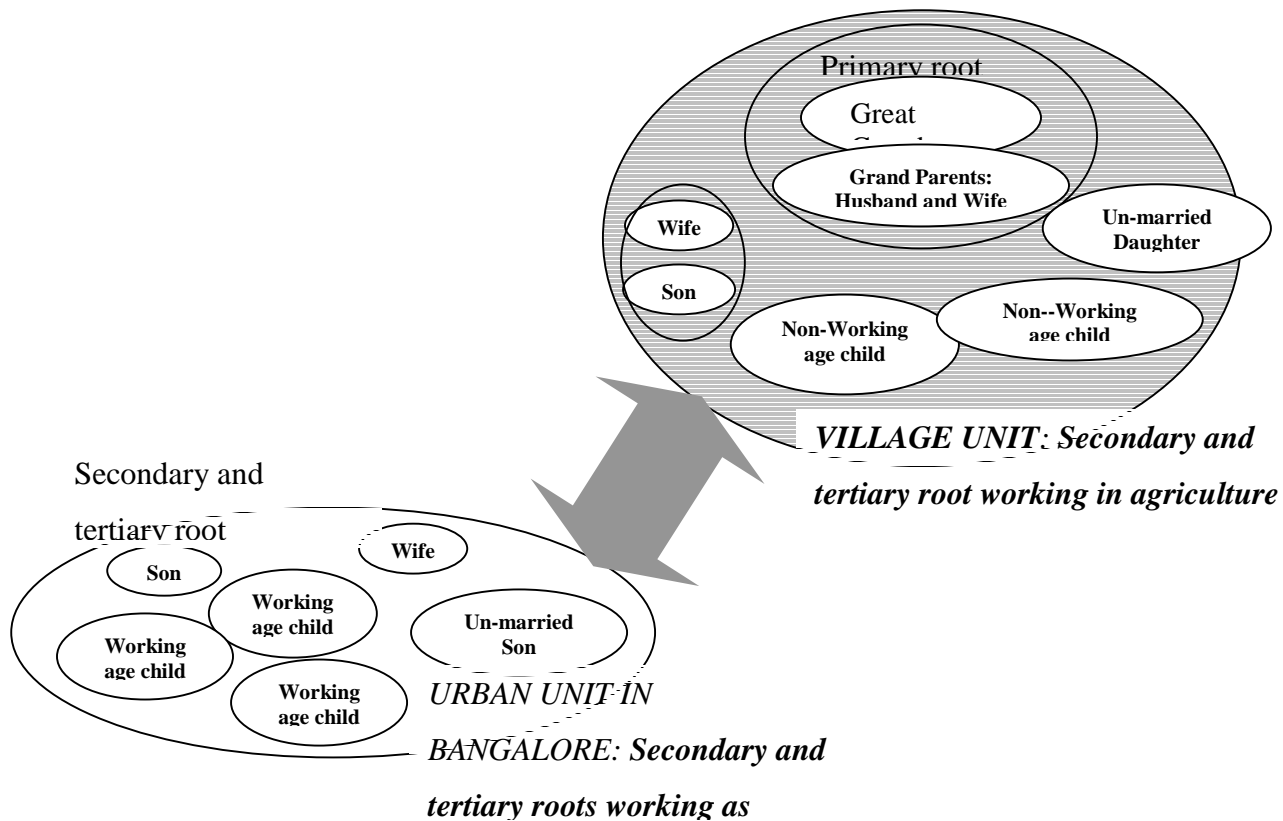 Primary root
Great
Grand Parents:
Husband and Wife
Wife
Son
Un-married
Daughter
Non-Working
age child
Non--Working
age child
VILLAGE UNIT: Secondary and
tertiary root working in agriculture
Secondary and
tertiary root
Son
Wife
Working
age child
Working
age child
Working
age child
Un-married
Son
URBAN UNIT IN
BANGALORE: Secondary and
tertiary roots working as